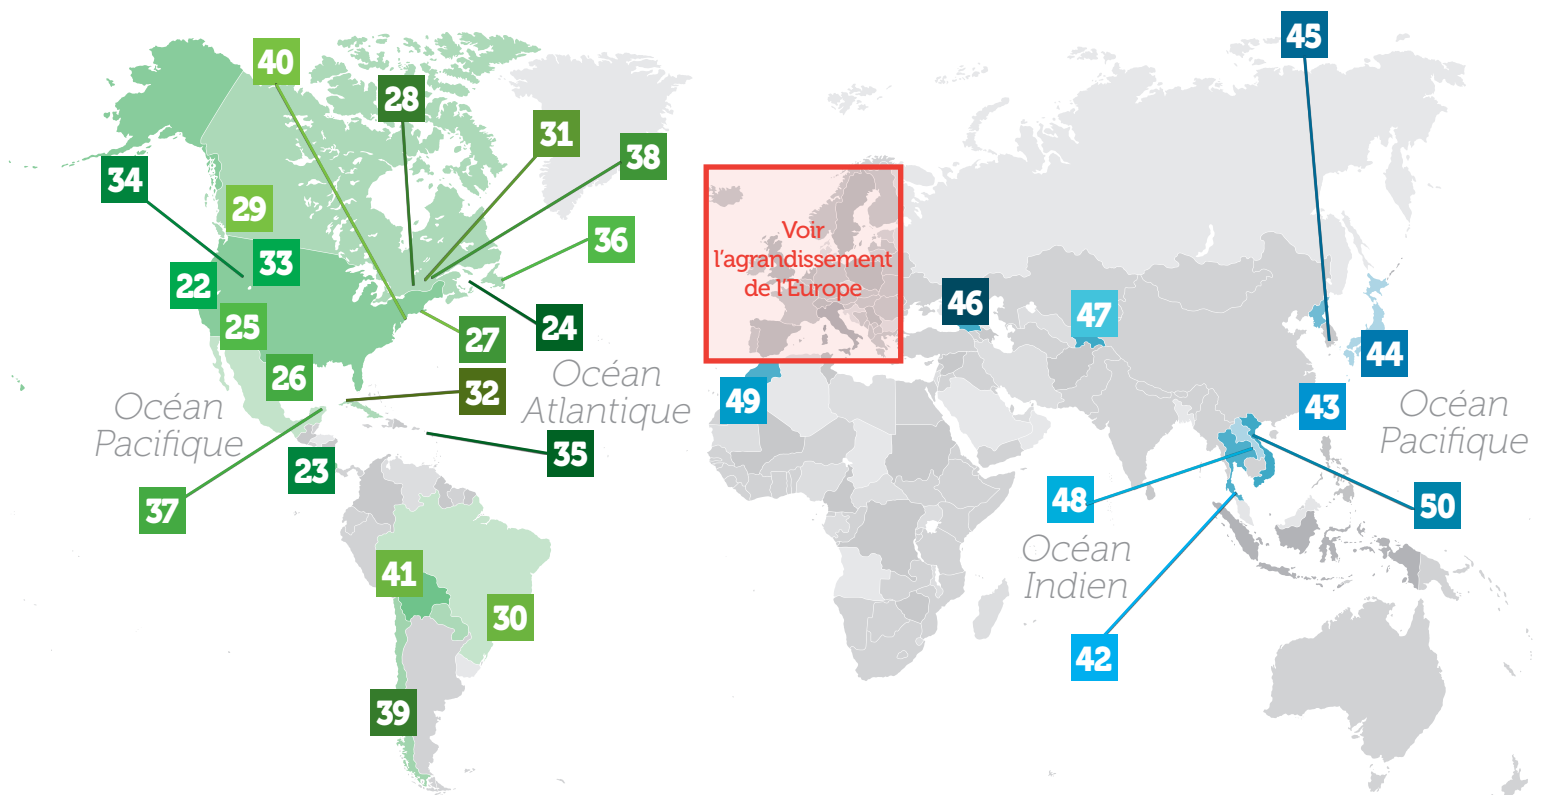 45
40
28
31
38
34
29
36
33
22
25
24
27
26
32
35
23
37
41
30
39
Océan
Pacifique
Océan
Atlantique
Voir
l'agrandissement
de l'Europe
46
47
49
44
43
48
50
42
Océan
Pacifique
Océan
Indien